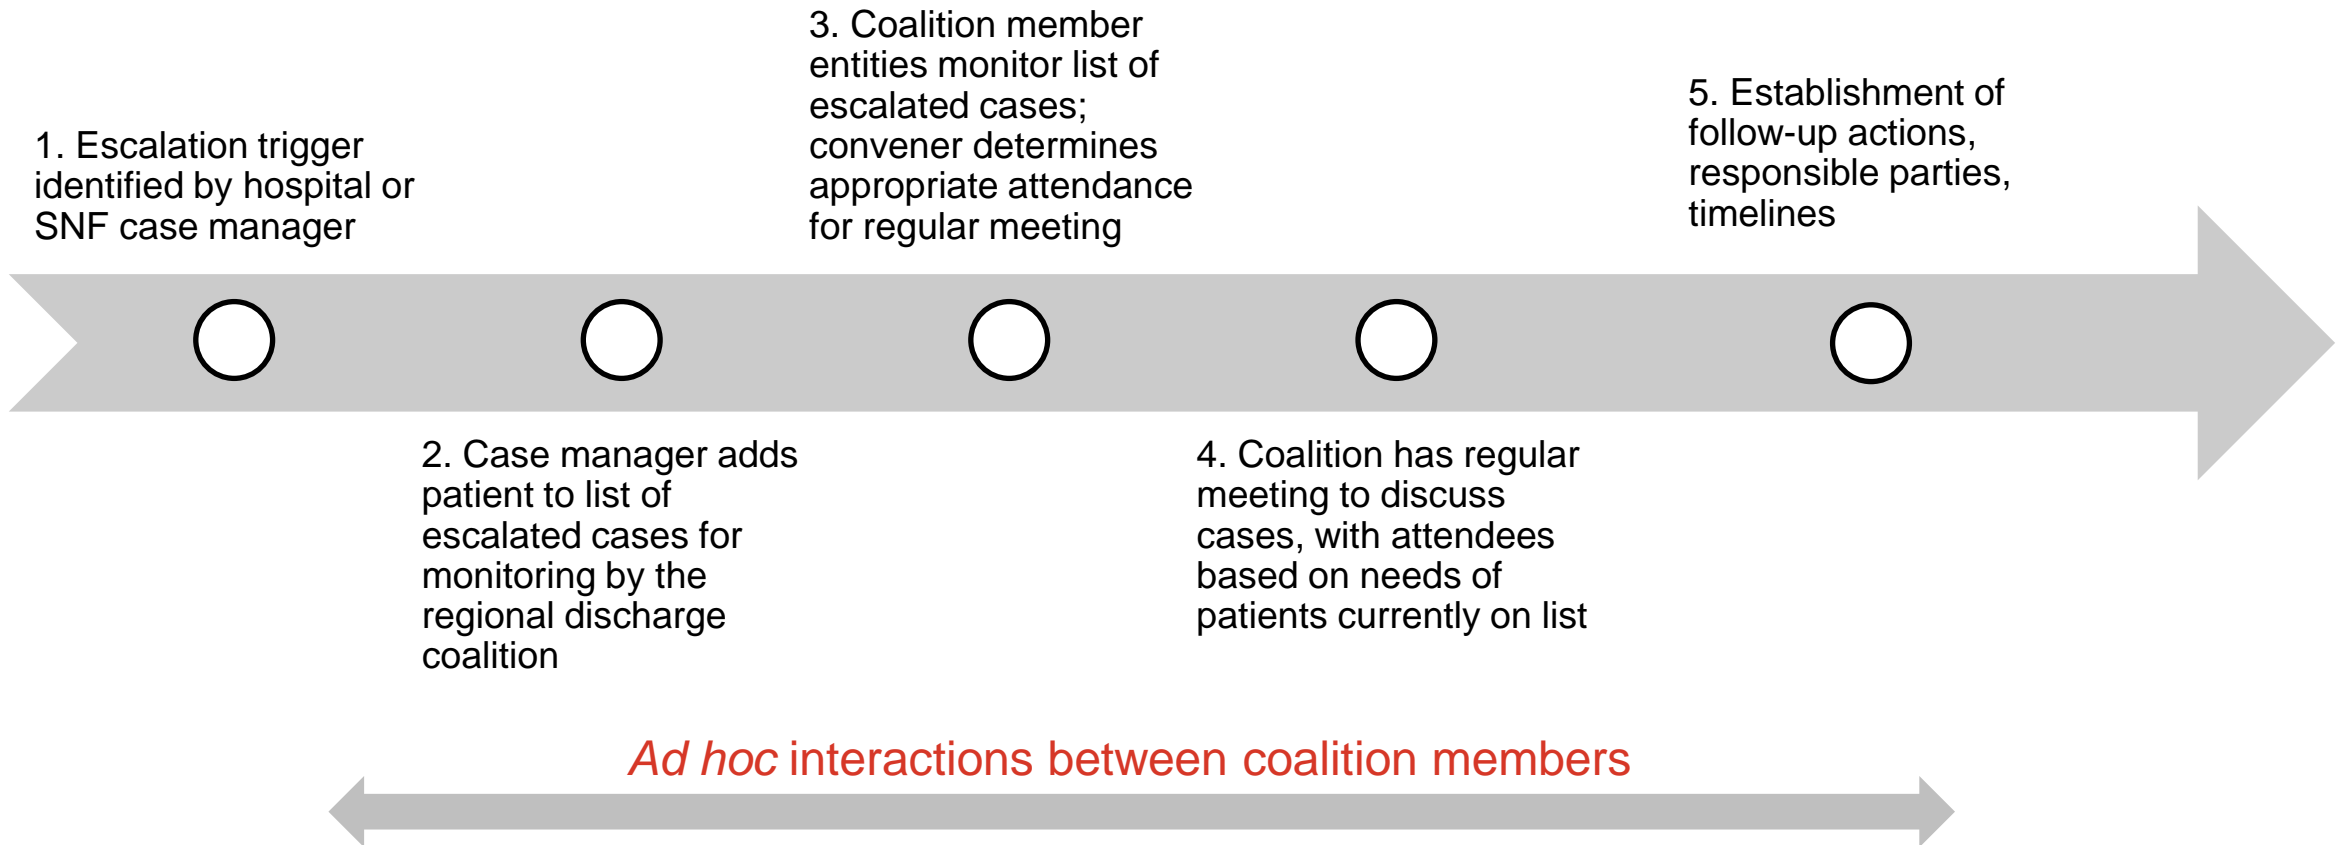 1. Escalation trigger
identified by hospital or
SNF case manager
2. Case manager adds
patient to list of
escalated cases for
monitoring by the
regional discharge
coalition
3. Coalition member
entities monitor list of
escalated cases;
convener determines
appropriate attendance
for regular meeting
4. Coalition has regular
meeting to discuss
cases, with attendees
based on needs of
patients currently on list
5. Establishment of
follow-up actions,
responsible parties,
timelines
Ad hoc interactions between coalition members